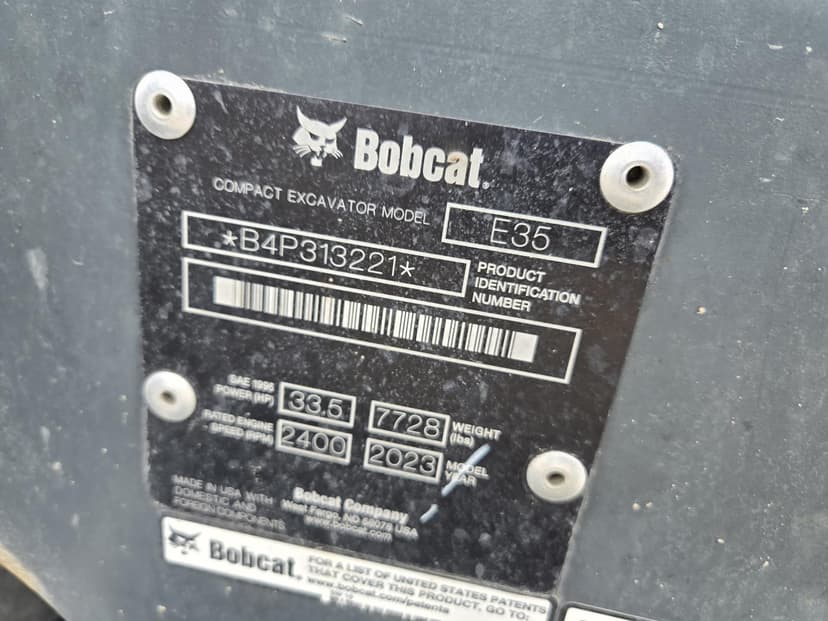 Bobcat.
COMPACT EXCAVATOR MODEL E35
*B4P313221*
PRODUCT
IDENTIFICATION
NUMBER
SAE 1995
POWER (HP) 33.5 7728 WEIGHT
(lbs)
RATED ENGINE
SPEED (RPM) 2400 2023 MODEL
YEAR
MADE IN USA WITH
DOMESTIC AND
FOREIGN COMPONENTS
Bobcat Company
West Fargo, ND 58078 USA
www.bobcat.com
Bobcat.
FOR A LIST OF UNITED STATES PATENTS
THAT COVER THIS PRODUCT, GO TO:
www.bobcat.com/patents